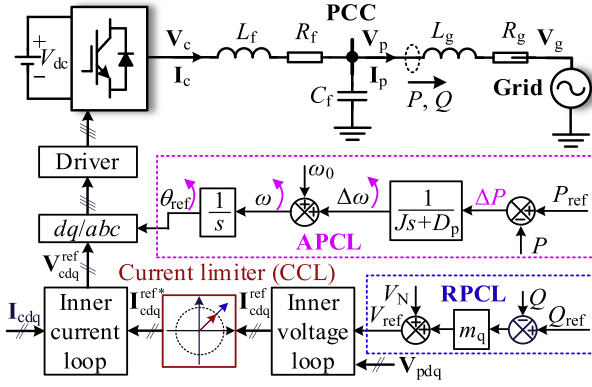 PCC
V_c L_f R_f V_p L_g R_g V_g
+ V_dc −
I_c I_p
C_f P, Q Grid
Driver
ω_0
θ_ref 1/s ω Δω 1/(Js+D_p) ΔP P_ref
dq/abc
APCL P
V_cdq^ref
Current limiter (CCL)
V_N RPCL Q
I_cdq Inner current loop I_cdq^ref* I_cdq^ref Inner voltage loop V_ref m_q Q_ref
V_pdq